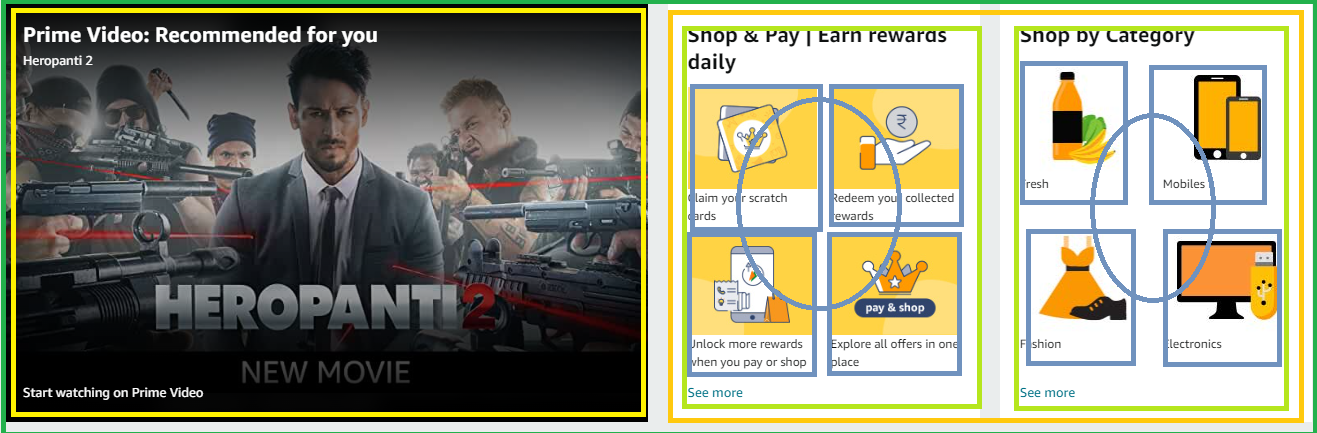 Prime Video: Recommended for you
Heropanti 2
HEROPANTI 2
NEW MOVIE
Start watching on Prime Video
Shop & Pay | Earn rewards
daily
Claim your scratch
cards
Redeem your collected
rewards
Unlock more rewards
when you pay or shop
pay & shop
Explore all offers in one
place
See more
Shop by Category
Fresh
Mobiles
Fashion
Electronics
See more